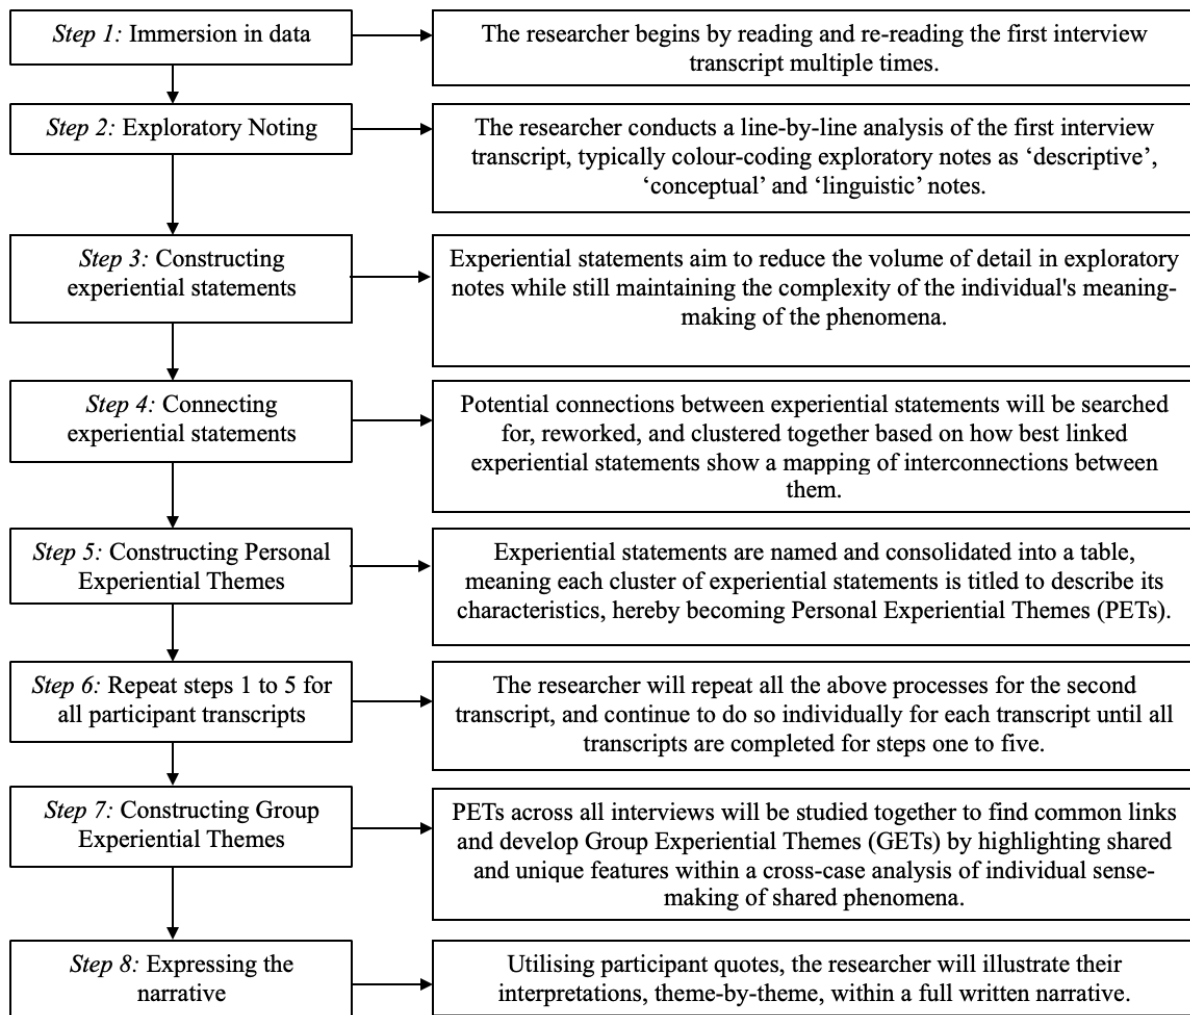 Step 1: Immersion in data
The researcher begins by reading and re-reading the first interview
transcript multiple times.
Step 2: Exploratory Noting
The researcher conducts a line-by-line analysis of the first interview
transcript, typically colour-coding exploratory notes as ‘descriptive’,
‘conceptual’ and ‘linguistic’ notes.
Step 3: Constructing
experiential statements
Experiential statements aim to reduce the volume of detail in exploratory
notes while still maintaining the complexity of the individual's meaning-
making of the phenomena.
Step 4: Connecting
experiential statements
Potential connections between experiential statements will be searched
for, reworked, and clustered together based on how best linked
experiential statements show a mapping of interconnections between
them.
Step 5: Constructing Personal
Experiential Themes
Experiential statements are named and consolidated into a table,
meaning each cluster of experiential statements is titled to describe its
characteristics, hereby becoming Personal Experiential Themes (PETs).
Step 6: Repeat steps 1 to 5 for
all participant transcripts
The researcher will repeat all the above processes for the second
transcript, and continue to do so individually for each transcript until all
transcripts are completed for steps one to five.
Step 7: Constructing Group
Experiential Themes
PETs across all interviews will be studied together to find common links
and develop Group Experiential Themes (GETs) by highlighting shared
and unique features within a cross-case analysis of individual sense-
making of shared phenomena.
Step 8: Expressing the
narrative
Utilising participant quotes, the researcher will illustrate their
interpretations, theme-by-theme, within a full written narrative.